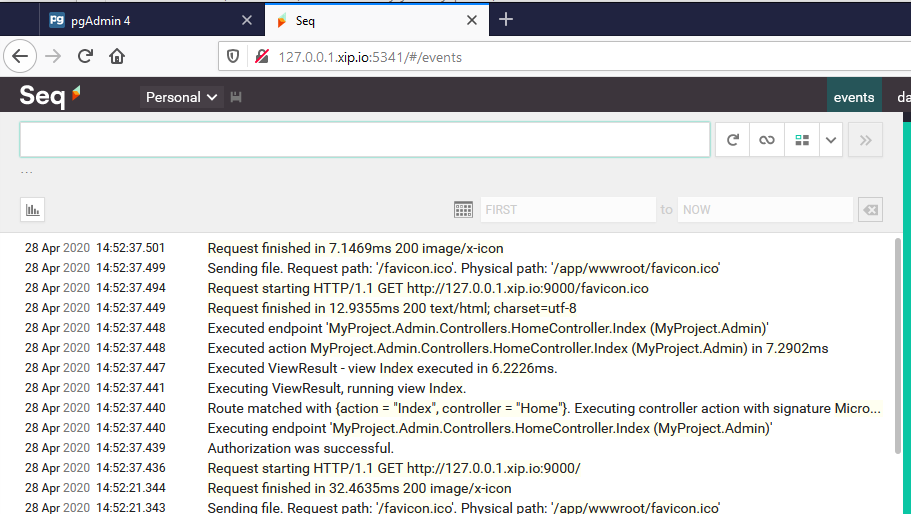 pgAdmin 4
Seq
127.0.0.1.xip.io:5341/#/events
Seq
Personal
events
da
...
FIRST to NOW
28 Apr 2020 14:52:37.501 Request finished in 7.1469ms 200 image/x-icon
28 Apr 2020 14:52:37.499 Sending file. Request path: '/favicon.ico'. Physical path: '/app/wwwroot/favicon.ico'
28 Apr 2020 14:52:37.494 Request starting HTTP/1.1 GET http://127.0.0.1.xip.io:9000/favicon.ico
28 Apr 2020 14:52:37.449 Request finished in 12.9355ms 200 text/html; charset=utf-8
28 Apr 2020 14:52:37.448 Executed endpoint 'MyProject.Admin.Controllers.HomeController.Index (MyProject.Admin)'
28 Apr 2020 14:52:37.448 Executed action MyProject.Admin.Controllers.HomeController.Index (MyProject.Admin) in 7.2902ms
28 Apr 2020 14:52:37.447 Executed ViewResult - view Index executed in 6.2226ms.
28 Apr 2020 14:52:37.441 Executing ViewResult, running view Index.
28 Apr 2020 14:52:37.440 Route matched with {action = "Index", controller = "Home"}. Executing controller action with signature Micro...
28 Apr 2020 14:52:37.440 Executing endpoint 'MyProject.Admin.Controllers.HomeController.Index (MyProject.Admin)'
28 Apr 2020 14:52:37.439 Authorization was successful.
28 Apr 2020 14:52:37.436 Request starting HTTP/1.1 GET http://127.0.0.1.xip.io:9000/
28 Apr 2020 14:52:21.344 Request finished in 32.4635ms 200 image/x-icon
28 Apr 2020 14:52:21.343 Sending file. Request path: '/favicon.ico'. Physical path: '/app/wwwroot/favicon.ico'